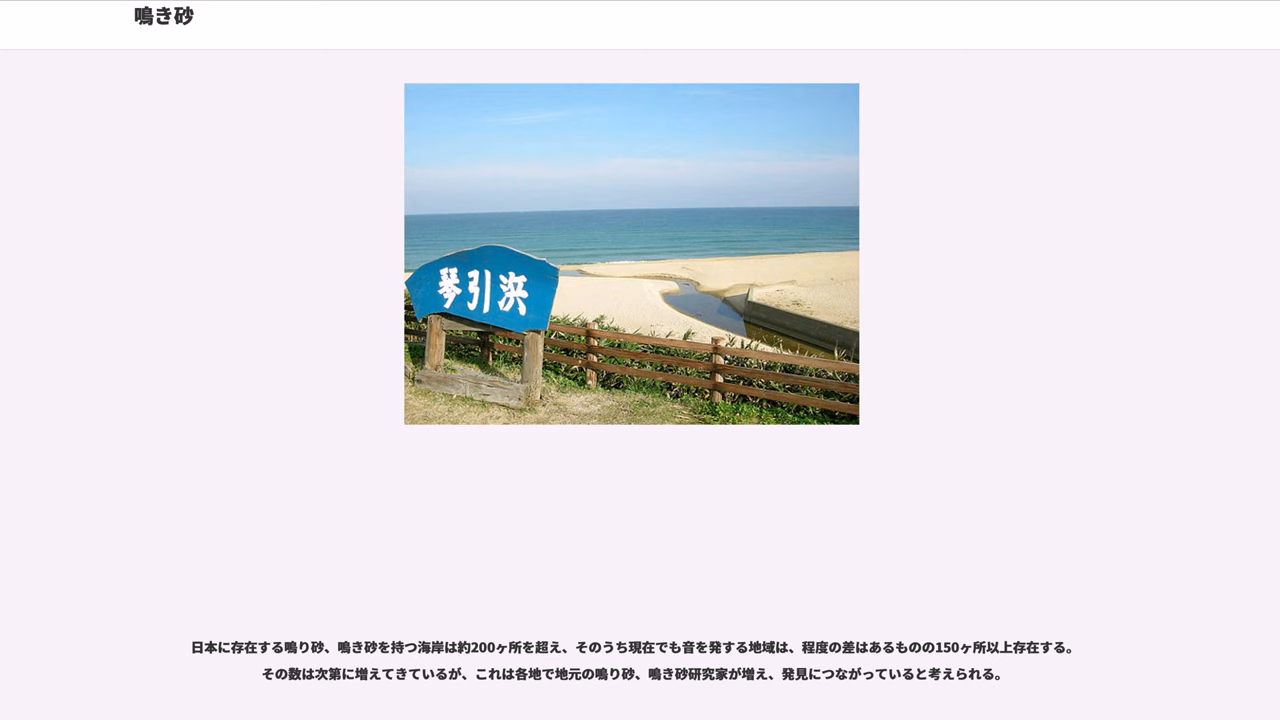 鳴き砂
琴引浜
日本に存在する鳴り砂、鳴き砂を持つ海岸は約200ヶ所を超え、そのうち現在でも音を発する地域は、程度の差はあるものの150ヶ所以上存在する。
その数は次第に増えてきているが、これは各地で地元の鳴り砂、鳴き砂研究家が増え、発見につながっていると考えられる。